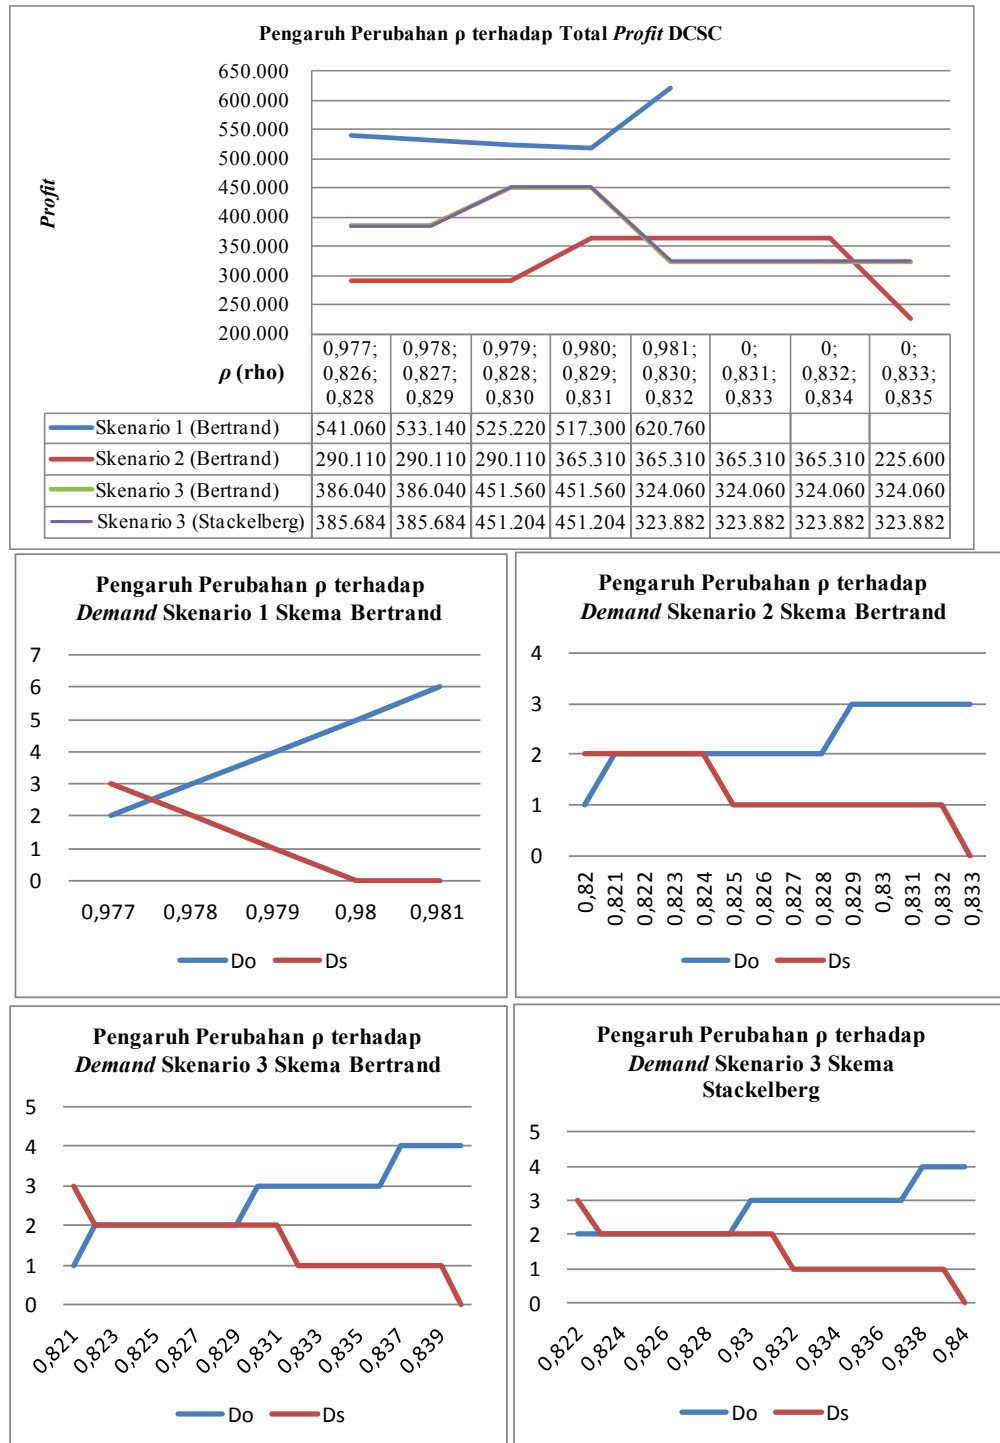 Pengaruh Perubahan ρ terhadap Total Profit DCSC
650.000
600.000
550.000
500.000
450.000
400.000
350.000
300.000
250.000
200.000
Profit
ρ (rho)
0,977; 0,978; 0,979; 0,980; 0,981; 0; 0; 0;
0,826; 0,827; 0,828; 0,829; 0,830; 0,831; 0,832; 0,833;
0,828 0,829 0,830 0,831 0,832 0,833 0,834 0,835
Skenario 1 (Bertrand) 541.060 533.140 525.220 517.300 620.760
Skenario 2 (Bertrand) 290.110 290.110 290.110 365.310 365.310 365.310 365.310 225.600
Skenario 3 (Bertrand) 386.040 386.040 451.560 451.560 324.060 324.060 324.060 324.060
Skenario 3 (Stackelberg) 385.684 385.684 451.204 451.204 323.882 323.882 323.882 323.882
Pengaruh Perubahan ρ terhadap
Demand Skenario 1 Skema Bertrand
7
6
5
4
3
2
1
0
0,977 0,978 0,979 0,98 0,981
Do Ds
Pengaruh Perubahan ρ terhadap
Demand Skenario 2 Skema Bertrand
4
3
2
1
0
0,82 0,821 0,822 0,823 0,824 0,825 0,826 0,827 0,828 0,829 0,83 0,831 0,832 0,833
Do Ds
Pengaruh Perubahan ρ terhadap
Demand Skenario 3 Skema Bertrand
5
4
3
2
1
0
0,821 0,823 0,825 0,827 0,829 0,831 0,833 0,835 0,837 0,839
Do Ds
Pengaruh Perubahan ρ terhadap
Demand Skenario 3 Skema
Stackelberg
5
4
3
2
1
0
0,822 0,824 0,826 0,828 0,83 0,832 0,834 0,836 0,838 0,84
Do Ds